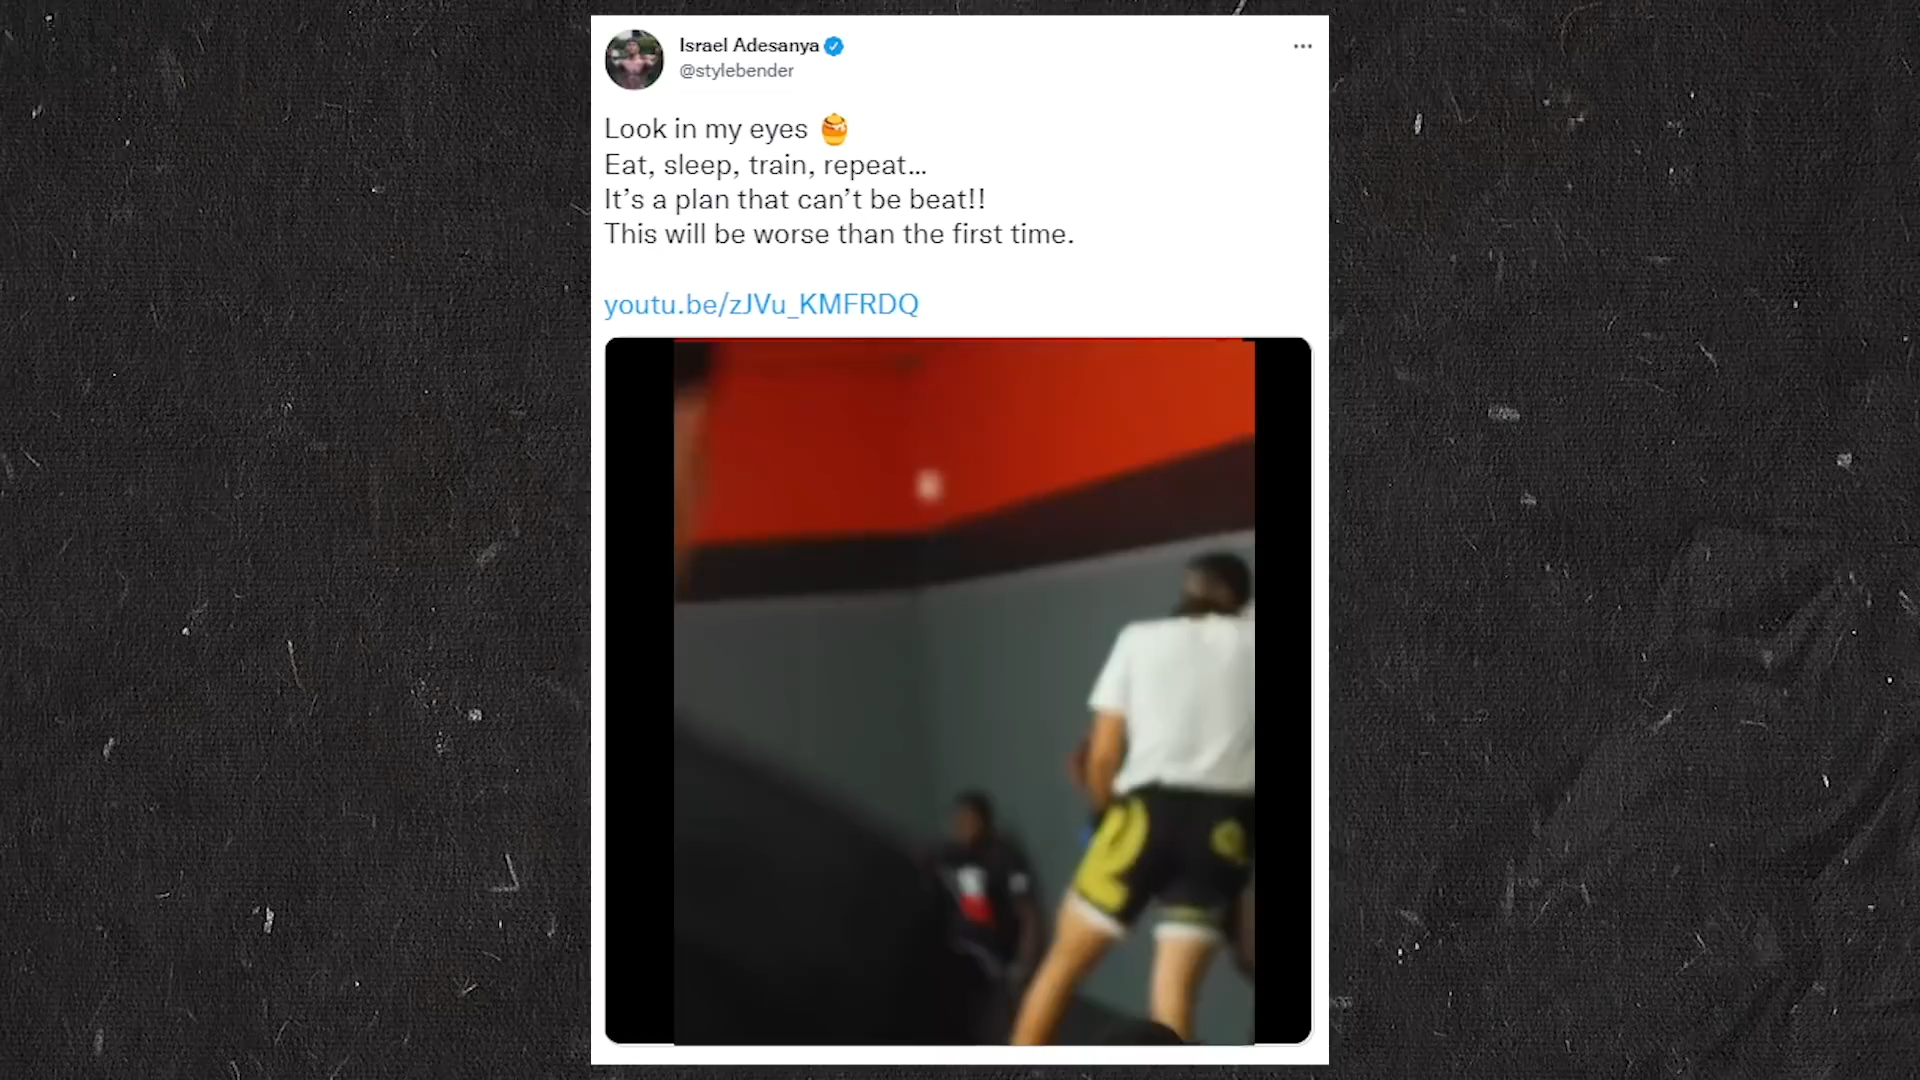 Israel Adesanya
@stylebender
Look in my eyes 🍯
Eat, sleep, train, repeat...
It’s a plan that can’t be beat!!
This will be worse than the first time.
youtu.be/zJVu_KMFRDQ